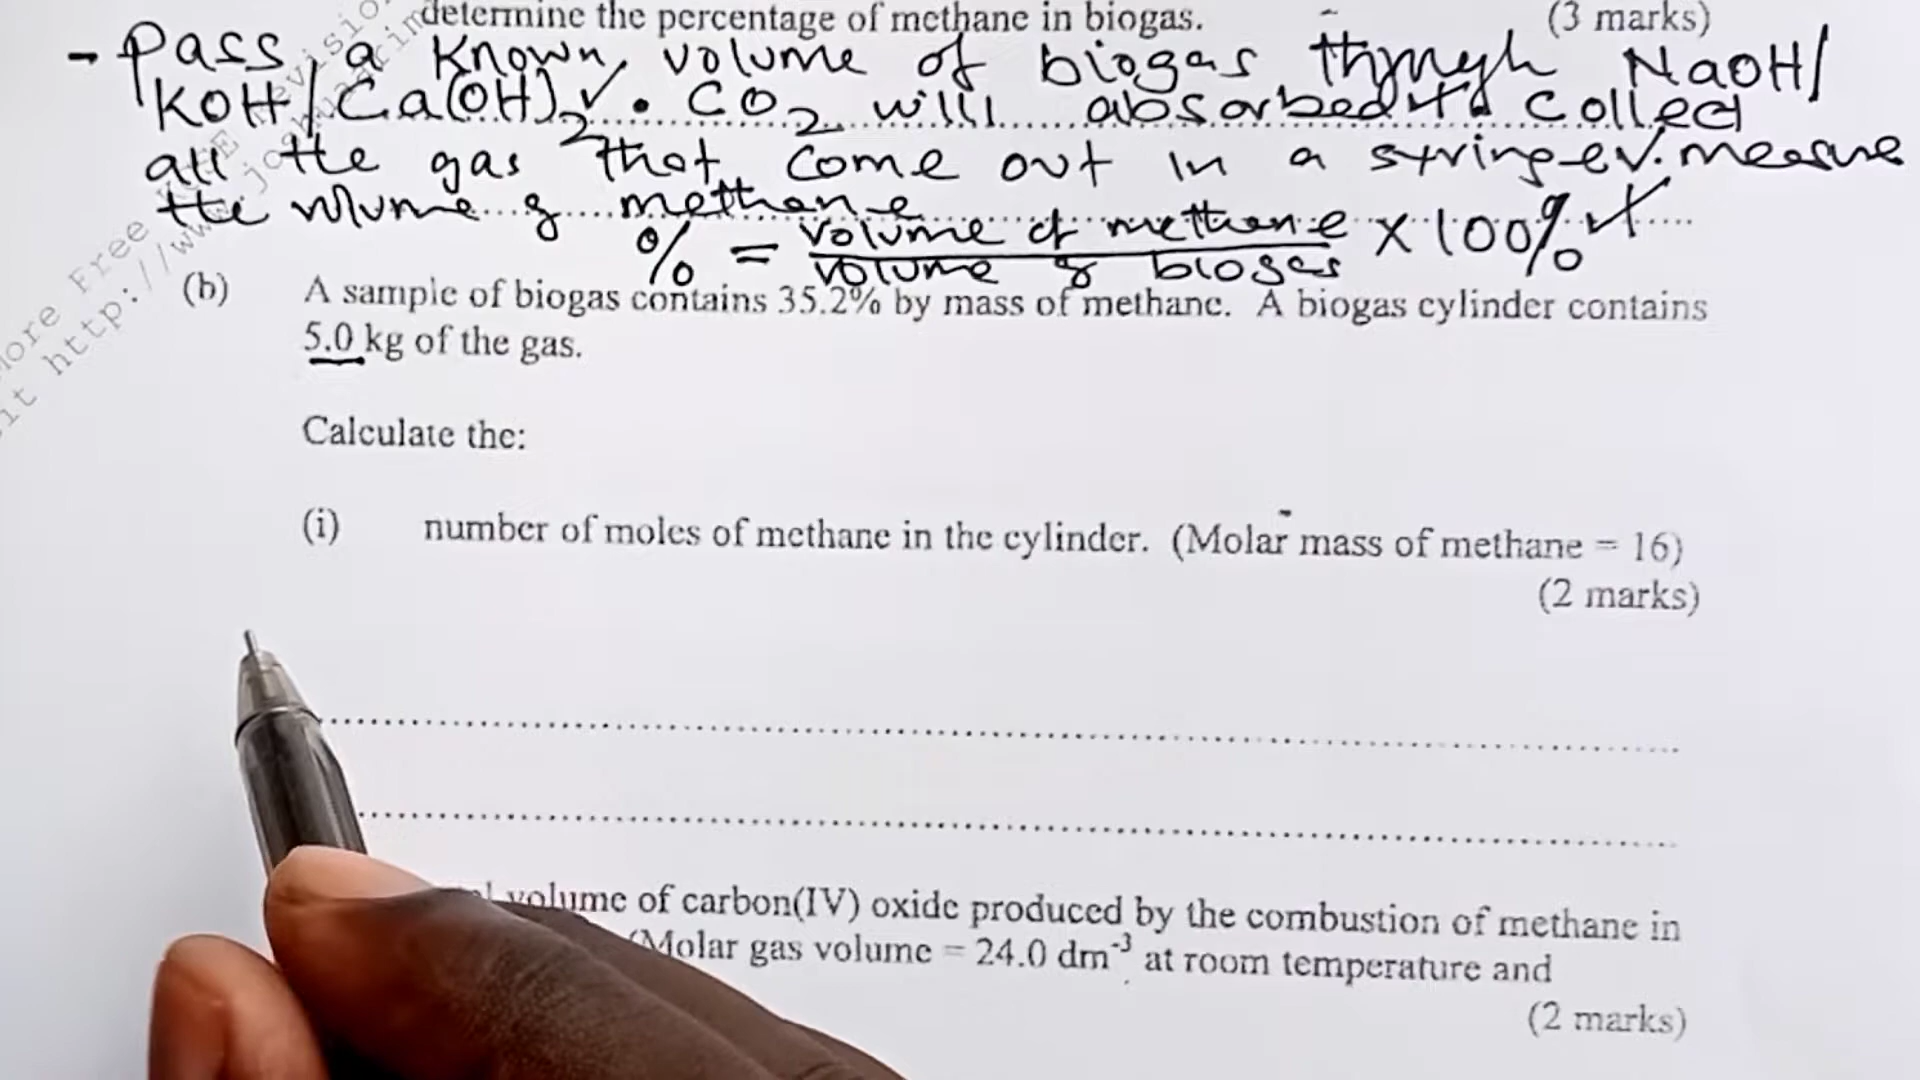 determine the percentage of methane in biogas. (3 marks)
- Pass a known volume of biogas through NaOH/
KOH/Ca(OH)2✓. CO2 will absorbed collect
all the gas that come out in a measure
the volume of methane
% = volume of methane / volume of biogas × 100%
(b) A sample of biogas contains 35.2% by mass of methane. A biogas cylinder contains
5.0 kg of the gas.
Calculate the:
(i) number of moles of methane in the cylinder. (Molar mass of methane = 16)
(2 marks)
volume of carbon(IV) oxide produced by the combustion of methane in
(Molar gas volume = 24.0 dm⁻³ at room temperature and
(2 marks)
More Free
http://www.